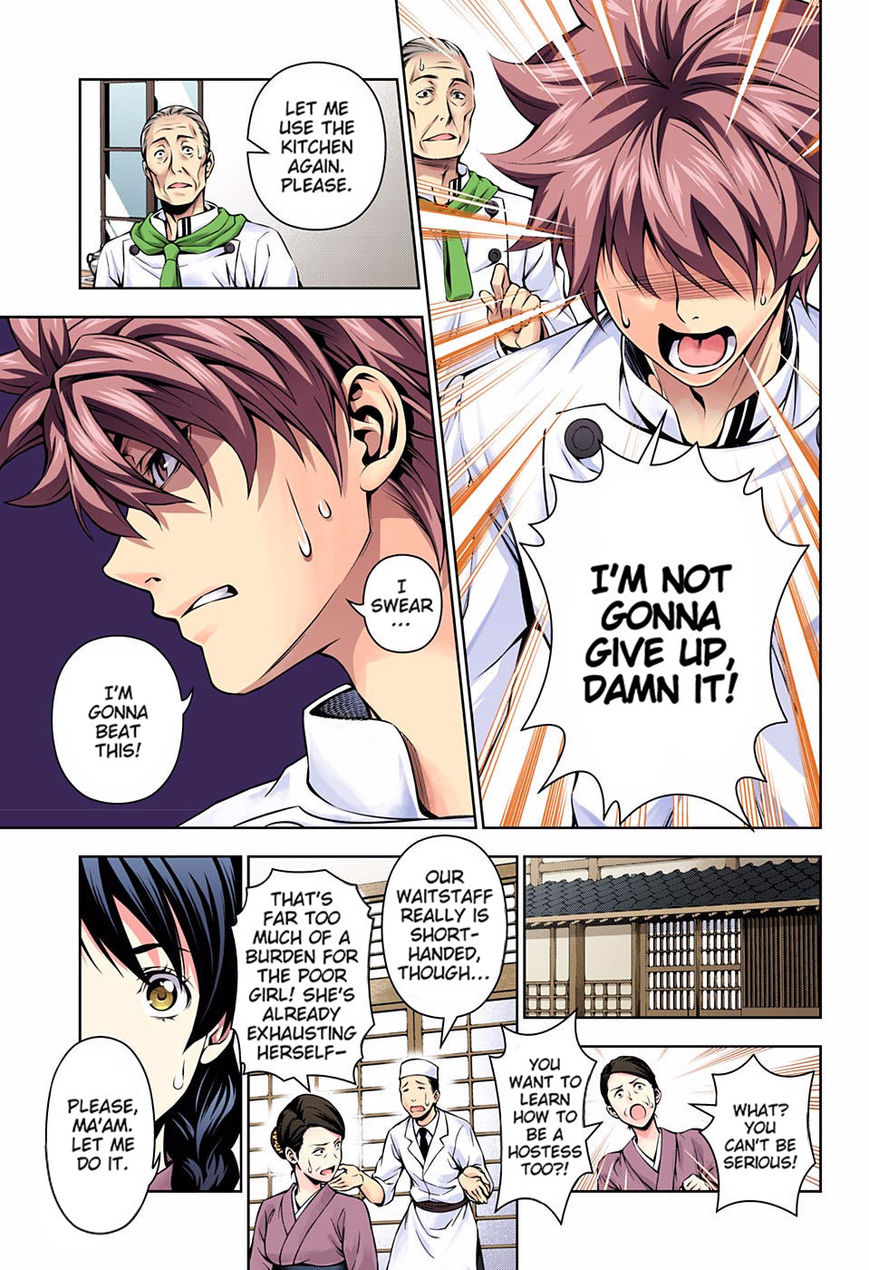 I'M NOT
GONNA
GIVE UP,
DAMN IT!
LET ME
USE THE
KITCHEN
AGAIN.
PLEASE.
I
SWEAR
...
I'M
GONNA
BEAT
THIS!
WHAT?
YOU
CAN'T BE
SERIOUS!
YOU
WANT TO
LEARN
HOW TO
BE A
HOSTESS
TOO?!
OUR
WAITSTAFF
REALLY IS
SHORT-
HANDED,
THOUGH...
THAT'S
FAR TOO
MUCH OF A
BURDEN FOR
THE POOR
GIRL! SHE'S
ALREADY
EXHAUSTING
HERSELF–
PLEASE,
MA'AM.
LET ME
DO IT.